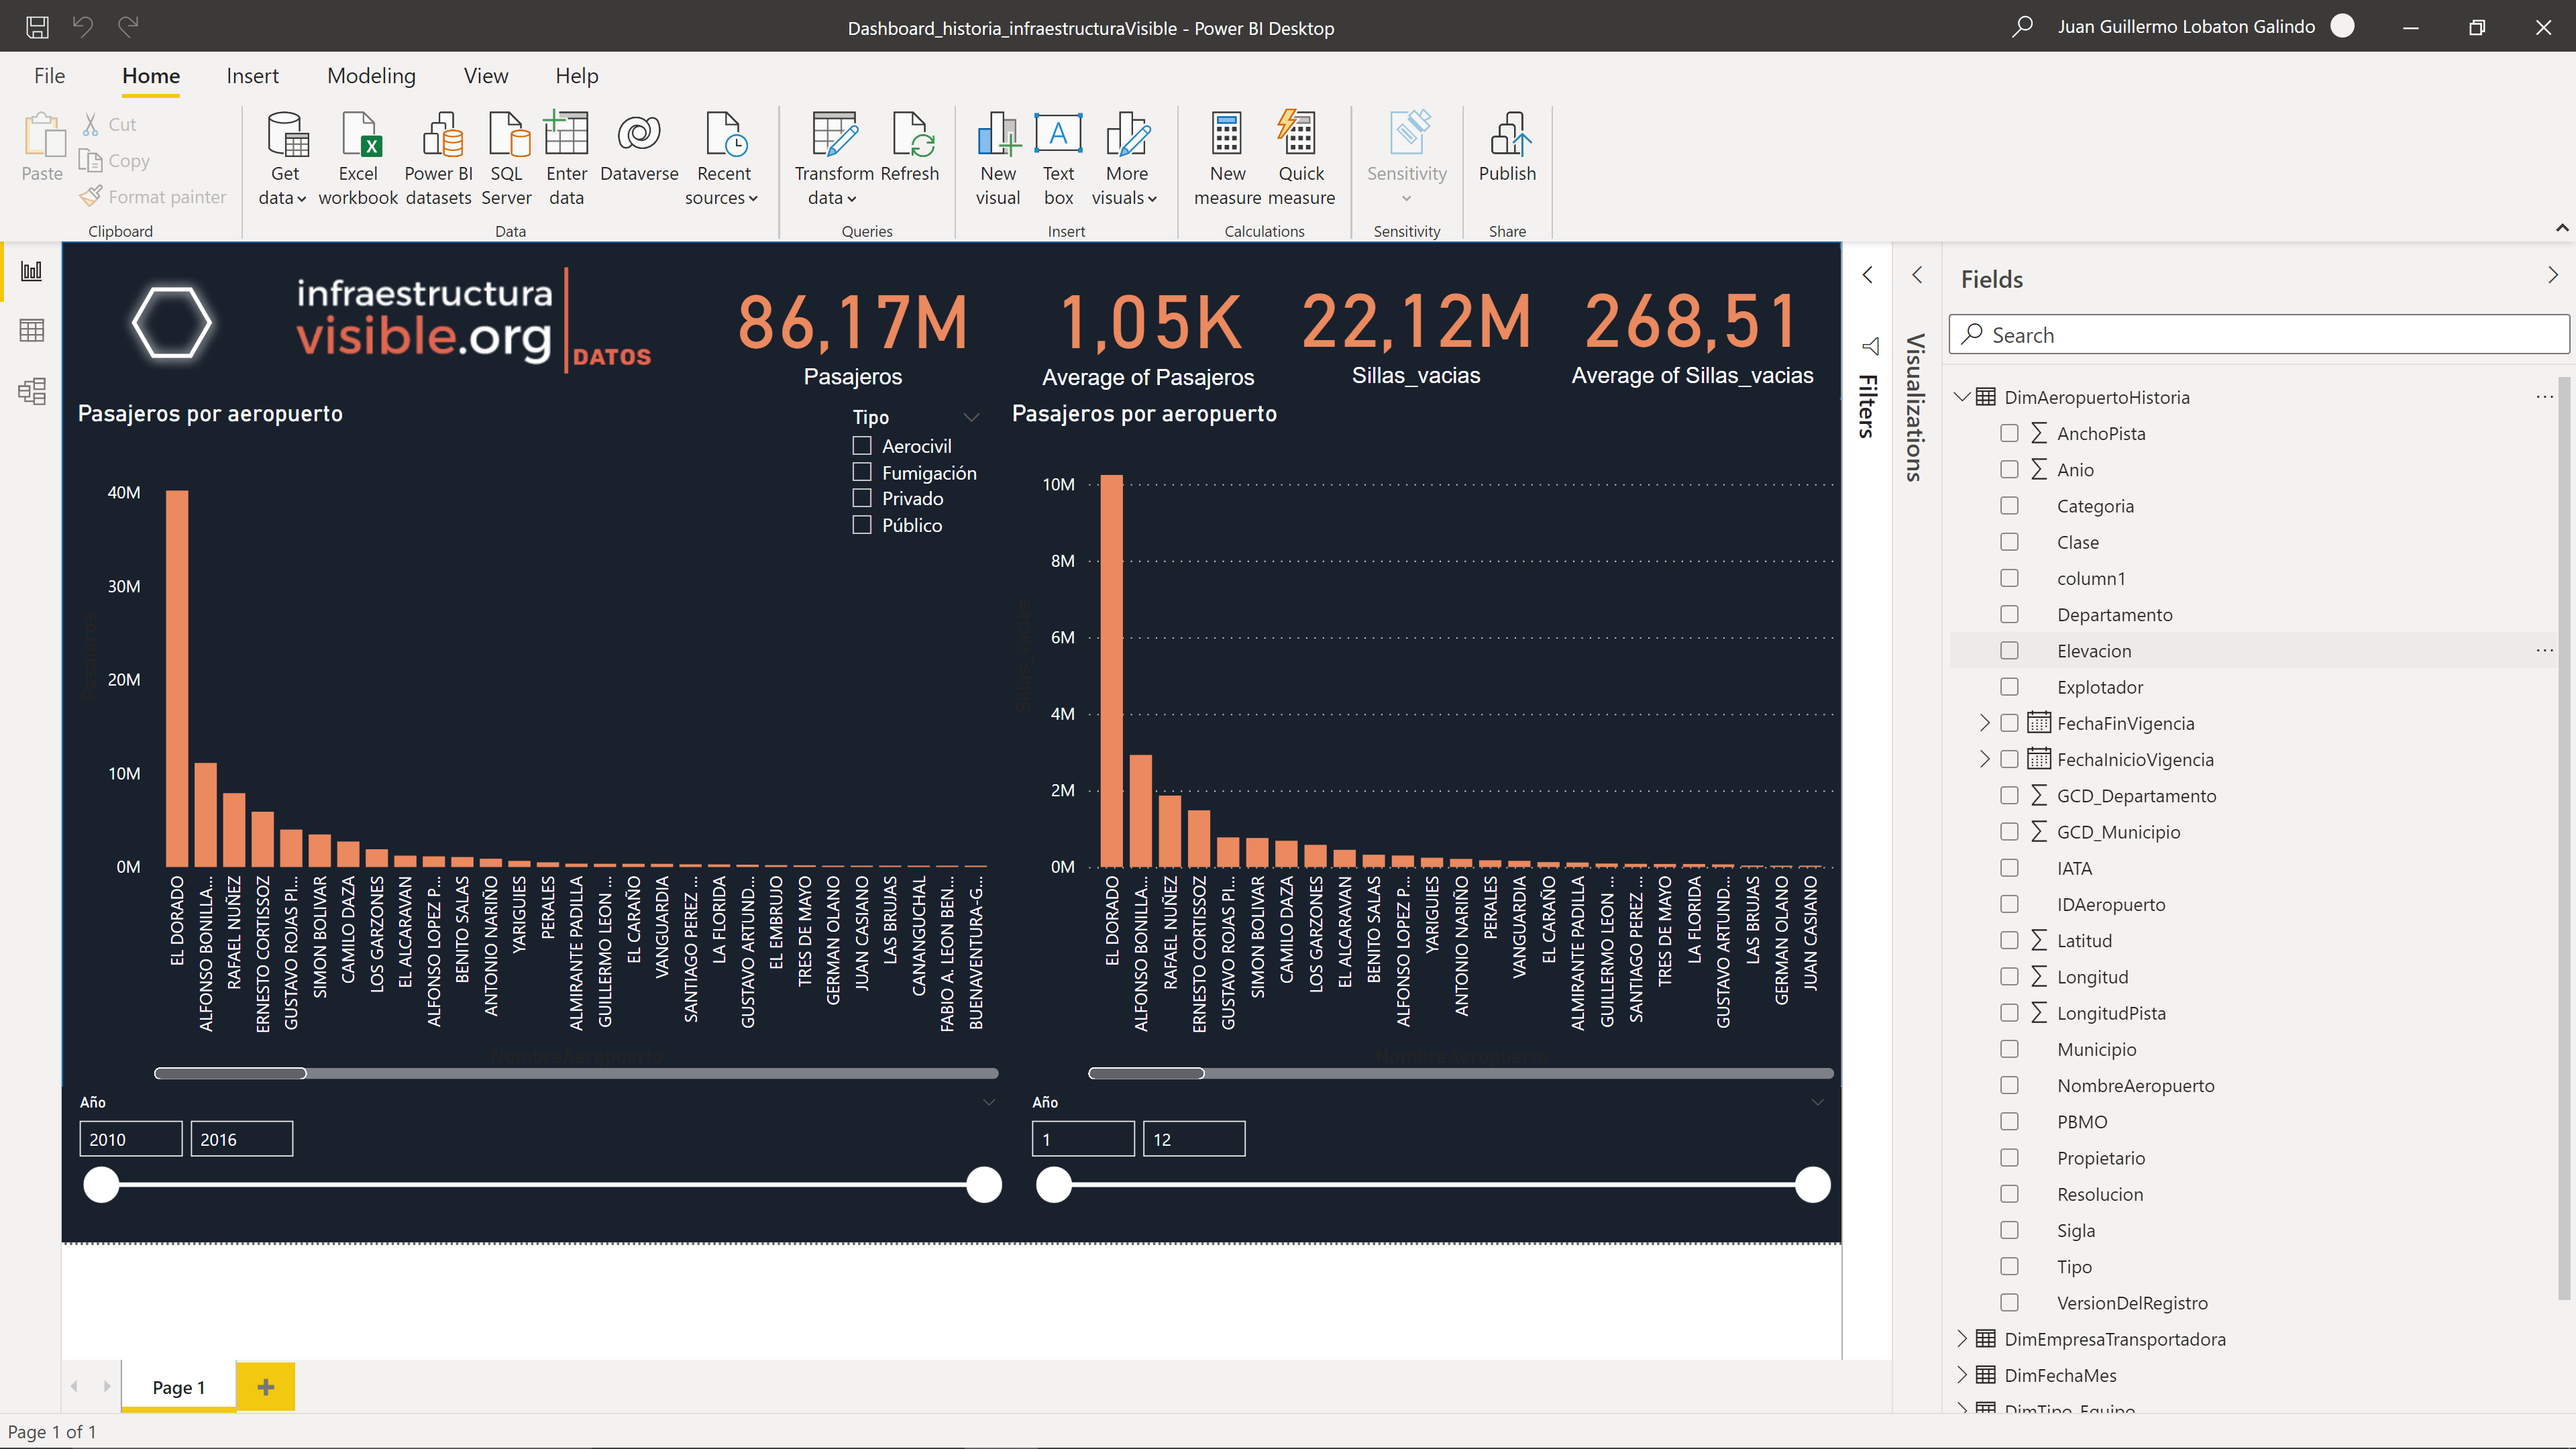 Dashboard_historia_infraestructuraVisible - Power BI Desktop
Juan Guillermo Lobaton Galindo
File
Home
Insert
Modeling
View
Help
Paste
Cut
Copy
Format painter
Clipboard
Get data
Excel workbook
Power BI datasets
SQL Server
Enter data
Dataverse
Recent sources
Data
Transform data
Refresh
Queries
New visual
Text box
More visuals
Insert
New measure
Quick measure
Calculations
Sensitivity
Sensitivity
Publish
Share
infraestructura
visible.org
DATOS
86,17M
Pasajeros
1,05K
Average of Pasajeros
22,12M
Sillas_vacias
268,51
Average of Sillas_vacias
Pasajeros por aeropuerto
40M
30M
20M
10M
0M
Pasajeros
EL DORADO
ALFONSO BONILLA...
RAFAEL NUÑEZ
ERNESTO CORTISSOZ
GUSTAVO ROJAS PI...
SIMON BOLIVAR
CAMILO DAZA
LOS GARZONES
EL ALCARAVAN
ALFONSO LOPEZ P...
BENITO SALAS
ANTONIO NARIÑO
YARIGUIES
PERALES
ALMIRANTE PADILLA
GUILLERMO LEON ...
EL CARAÑO
VANGUARDIA
SANTIAGO PEREZ ...
LA FLORIDA
GUSTAVO ARTUND...
EL EMBRUJO
TRES DE MAYO
GERMAN OLANO
JUAN CASIANO
LAS BRUJAS
CANANGUCHAL
FABIO A. LEON BEN...
BUENAVENTURA-G...
NombreAeropuerto
Tipo
Aerocivil
Fumigación
Privado
Público
Pasajeros por aeropuerto
10M
8M
6M
4M
2M
0M
Sillas_vacias
EL DORADO
ALFONSO BONILLA...
RAFAEL NUÑEZ
ERNESTO CORTISSOZ
GUSTAVO ROJAS PI...
SIMON BOLIVAR
CAMILO DAZA
LOS GARZONES
EL ALCARAVAN
BENITO SALAS
ALFONSO LOPEZ P...
YARIGUIES
ANTONIO NARIÑO
PERALES
VANGUARDIA
EL CARAÑO
ALMIRANTE PADILLA
GUILLERMO LEON ...
SANTIAGO PEREZ ...
TRES DE MAYO
LA FLORIDA
GUSTAVO ARTUND...
LAS BRUJAS
GERMAN OLANO
JUAN CASIANO
NombreAeropuerto
Año
2010
2016
Año
1
12
Filters
Visualizations
Fields
Search
DimAeropuertoHistoria
AnchoPista
Anio
Categoria
Clase
column1
Departamento
Elevacion
Explotador
FechaFinVigencia
FechaInicioVigencia
GCD_Departamento
GCD_Municipio
IATA
IDAeropuerto
Latitud
Longitud
LongitudPista
Municipio
NombreAeropuerto
PBMO
Propietario
Resolucion
Sigla
Tipo
VersionDelRegistro
DimEmpresaTransportadora
DimFechaMes
DimTipo_Equipo
Page 1
Page 1 of 1